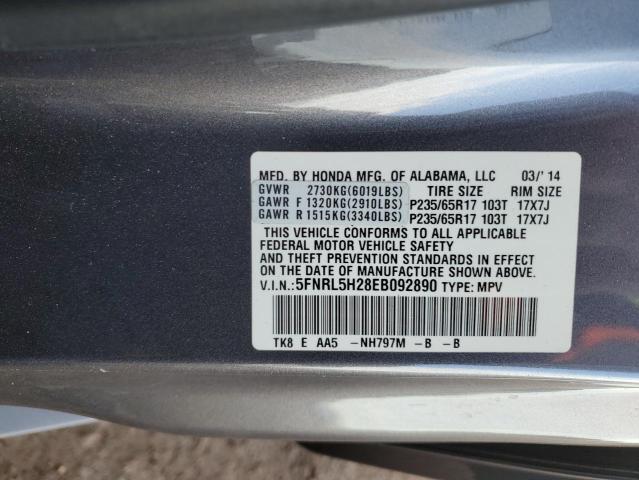 MFD. BY HONDA MFG. OF ALABAMA, LLC 03/'14
GVWR 2730KG(6019LBS) TIRE SIZE RIM SIZE
GAWR F 1320KG(2910LBS) P235/65R17 103T 17X7J
GAWR R 1515KG(3340LBS) P235/65R17 103T 17X7J
THIS VEHICLE CONFORMS TO ALL APPLICABLE
FEDERAL MOTOR VEHICLE SAFETY
AND THEFT PREVENTION STANDARDS IN EFFECT
ON THE DATE OF MANUFACTURE SHOWN ABOVE.
V.I.N.:5FNRL5H28EB092890 TYPE: MPV
TK8 E AA5 -NH797M -B -B